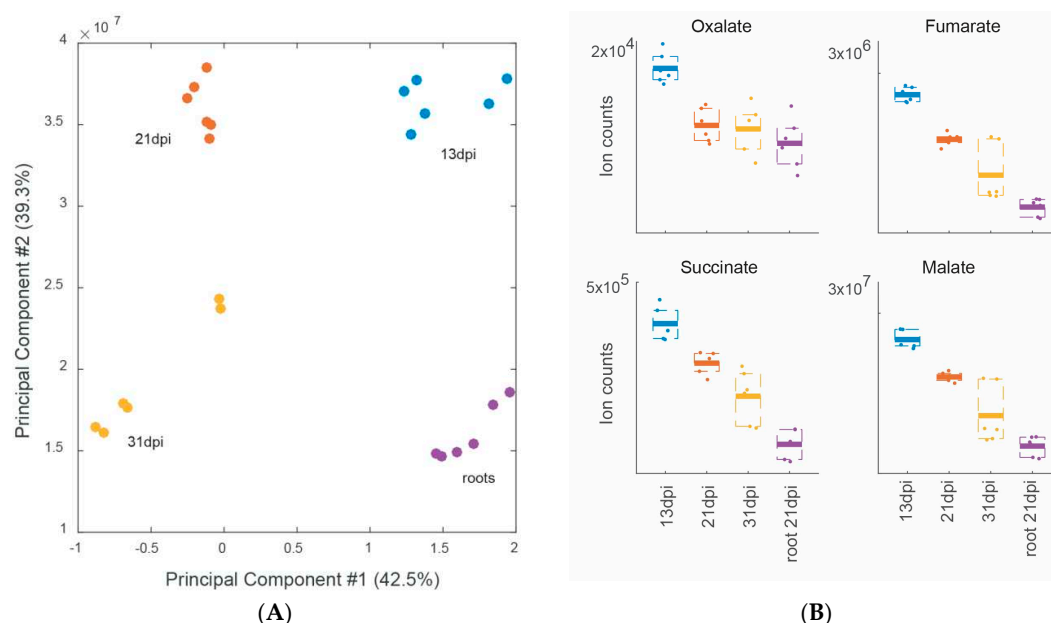 4 × 10^7
3.5
3
2.5
2
1.5
1
-1 -0.5 0 0.5 1 1.5 2
Principal Component #2 (39.3%)
Principal Component #1 (42.5%)
21dpi
13dpi
31dpi
roots
(A)
Oxalate
2x10^4
Ion counts
Fumarate
3x10^6
Succinate
5x10^5
Ion counts
Malate
3x10^7
13dpi
21dpi
31dpi
root 21dpi
13dpi
21dpi
31dpi
root 21dpi
(B)